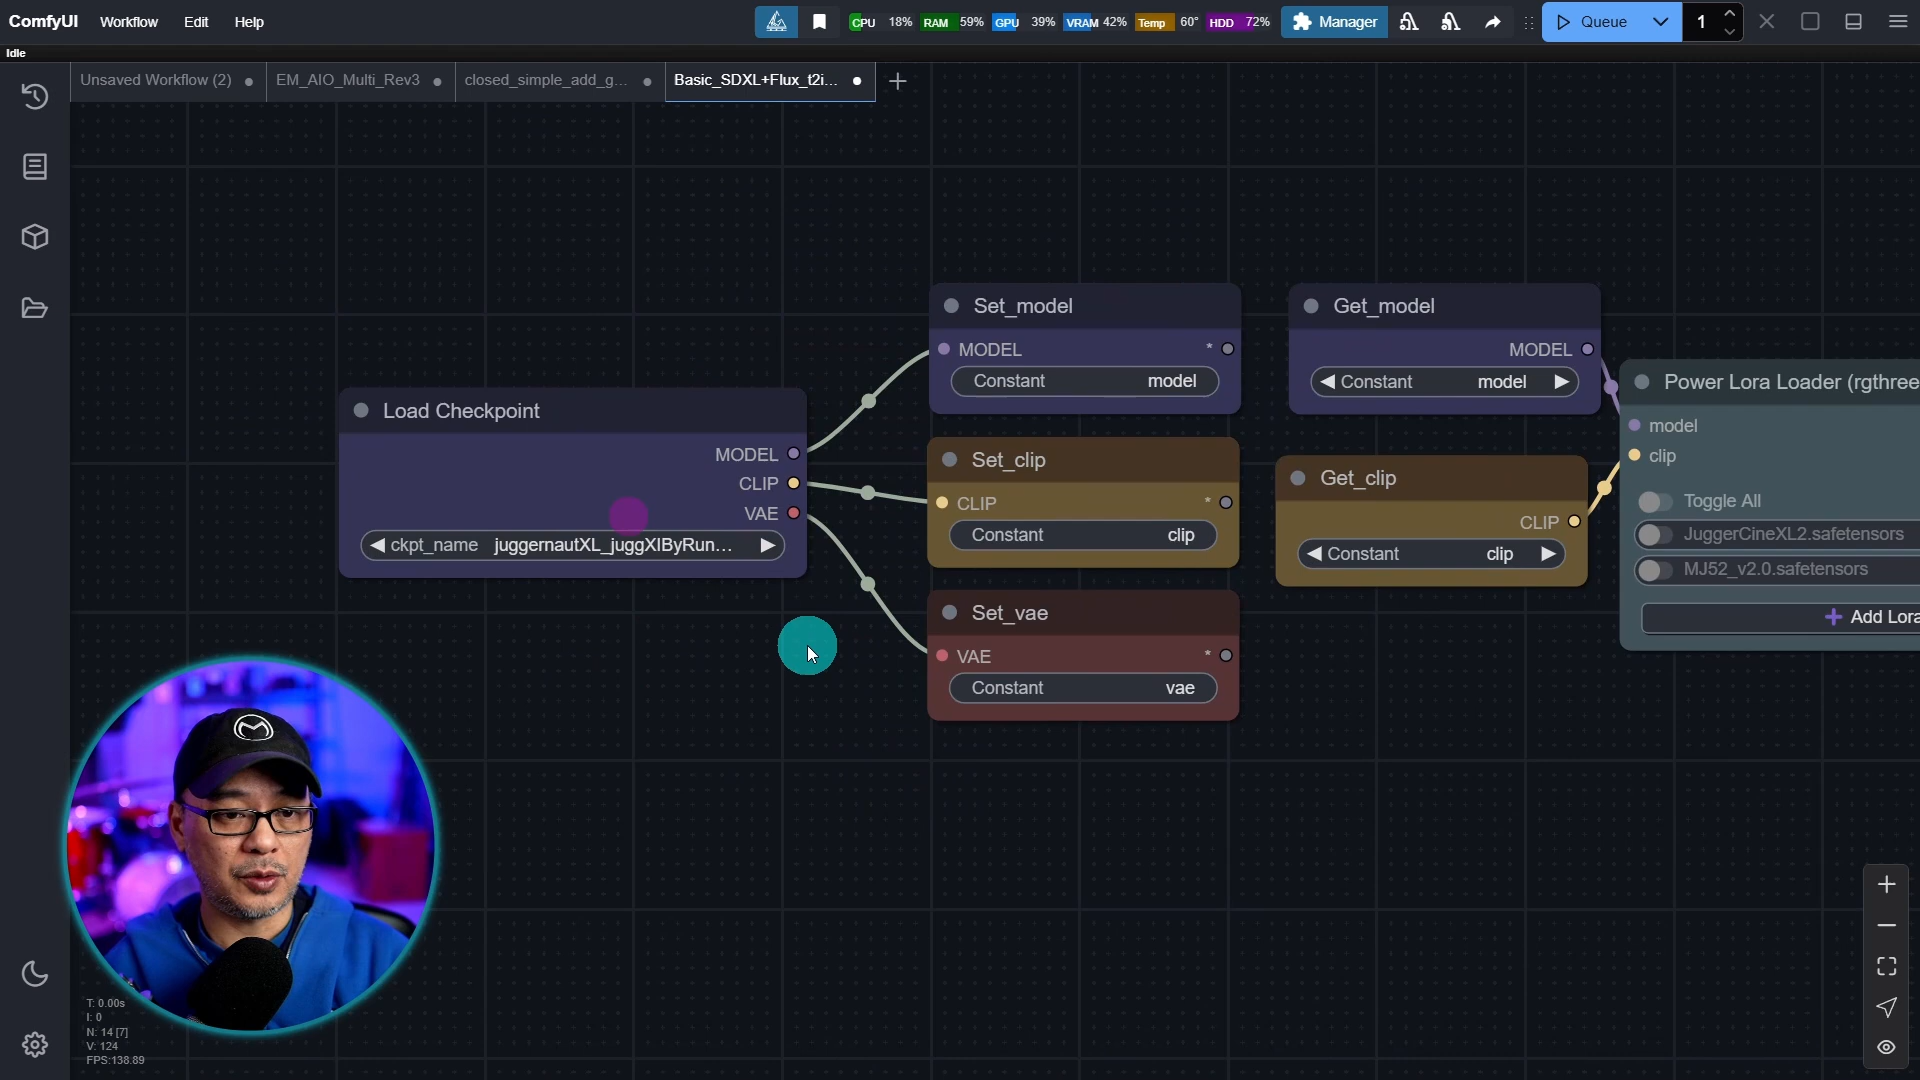 ComfyUI Workflow Edit Help
CPU 18% RAM 59% GPU 39% VRAM 42% Temp 60° HDD 72%
Manager
Queue 1
Idle
Unsaved Workflow (2)
EM_AIO_Multi_Rev3
closed_simple_add_g...
Basic_SDXL+Flux_t2i...
Load Checkpoint
MODEL
CLIP
VAE
ckpt_name juggernautXL_juggXIByRun...
Set_model
MODEL *
Constant model
Set_clip
CLIP *
Constant clip
Set_vae
VAE *
Constant vae
Get_model
MODEL
Constant model
Get_clip
CLIP
Constant clip
Power Lora Loader (rgthree
model
clip
Toggle All
JuggerCineXL2.safetensors
MJ52_v2.0.safetensors
Add Lora
T: 0.00s
I: 0
N: 14 [7]
V: 124
FPS:138.89